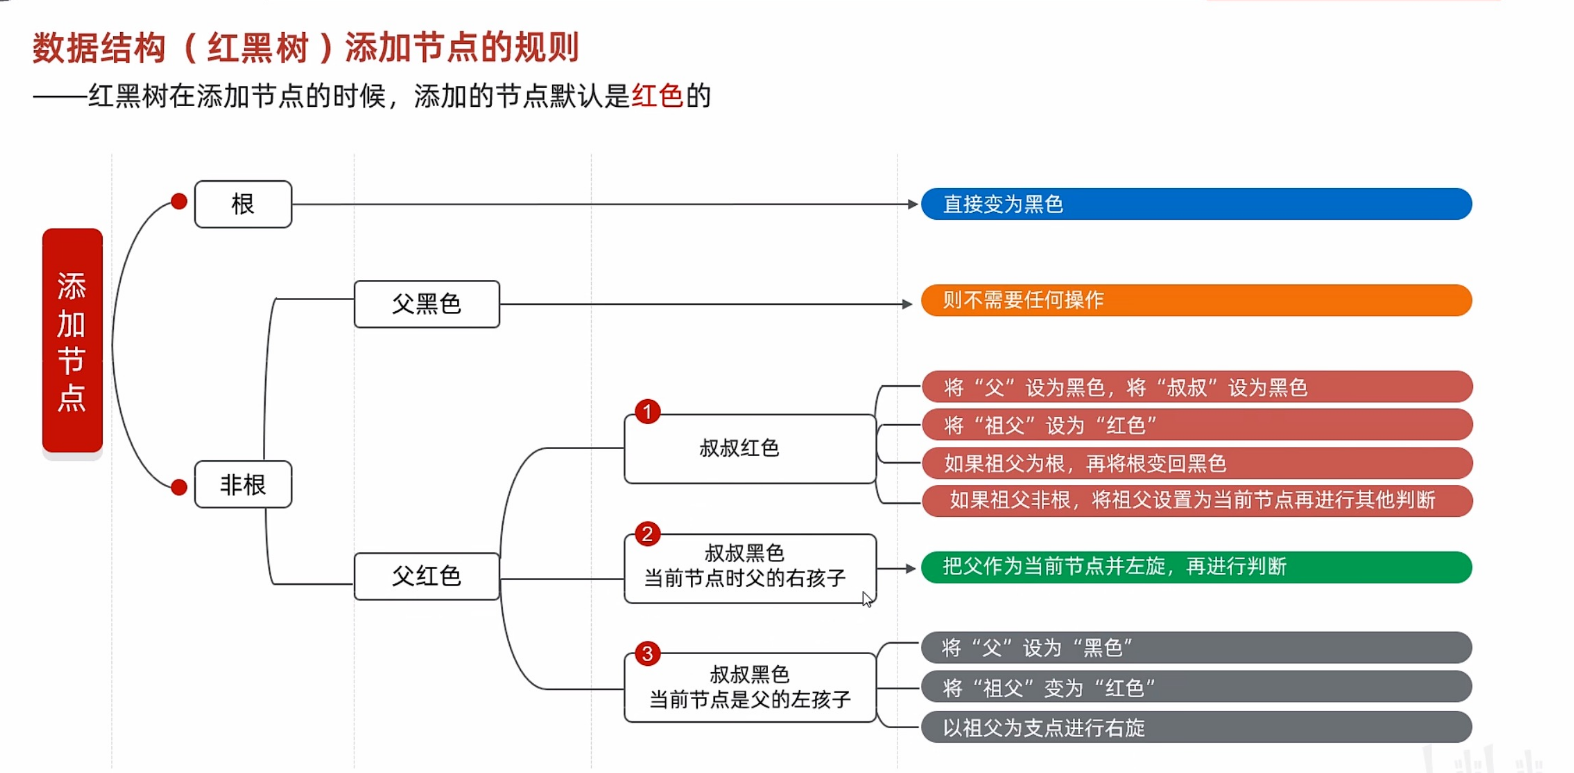 数据结构（红黑树）添加节点的规则
——红黑树在添加节点的时候，添加的节点默认是红色的
添加节点
根
直接变为黑色
非根
父黑色
则不需要任何操作
父红色
1
叔叔红色
将“父”设为黑色，将“叔叔”设为黑色
将“祖父”设为“红色”
如果祖父为根，再将根变回黑色
如果祖父非根，将祖父设置为当前节点再进行其他判断
2
叔叔黑色
当前节点时父的右孩子
把父作为当前节点并左旋，再进行判断
3
叔叔黑色
当前节点是父的左孩子
将“父”设为“黑色”
将“祖父”变为“红色”
以祖父为支点进行右旋